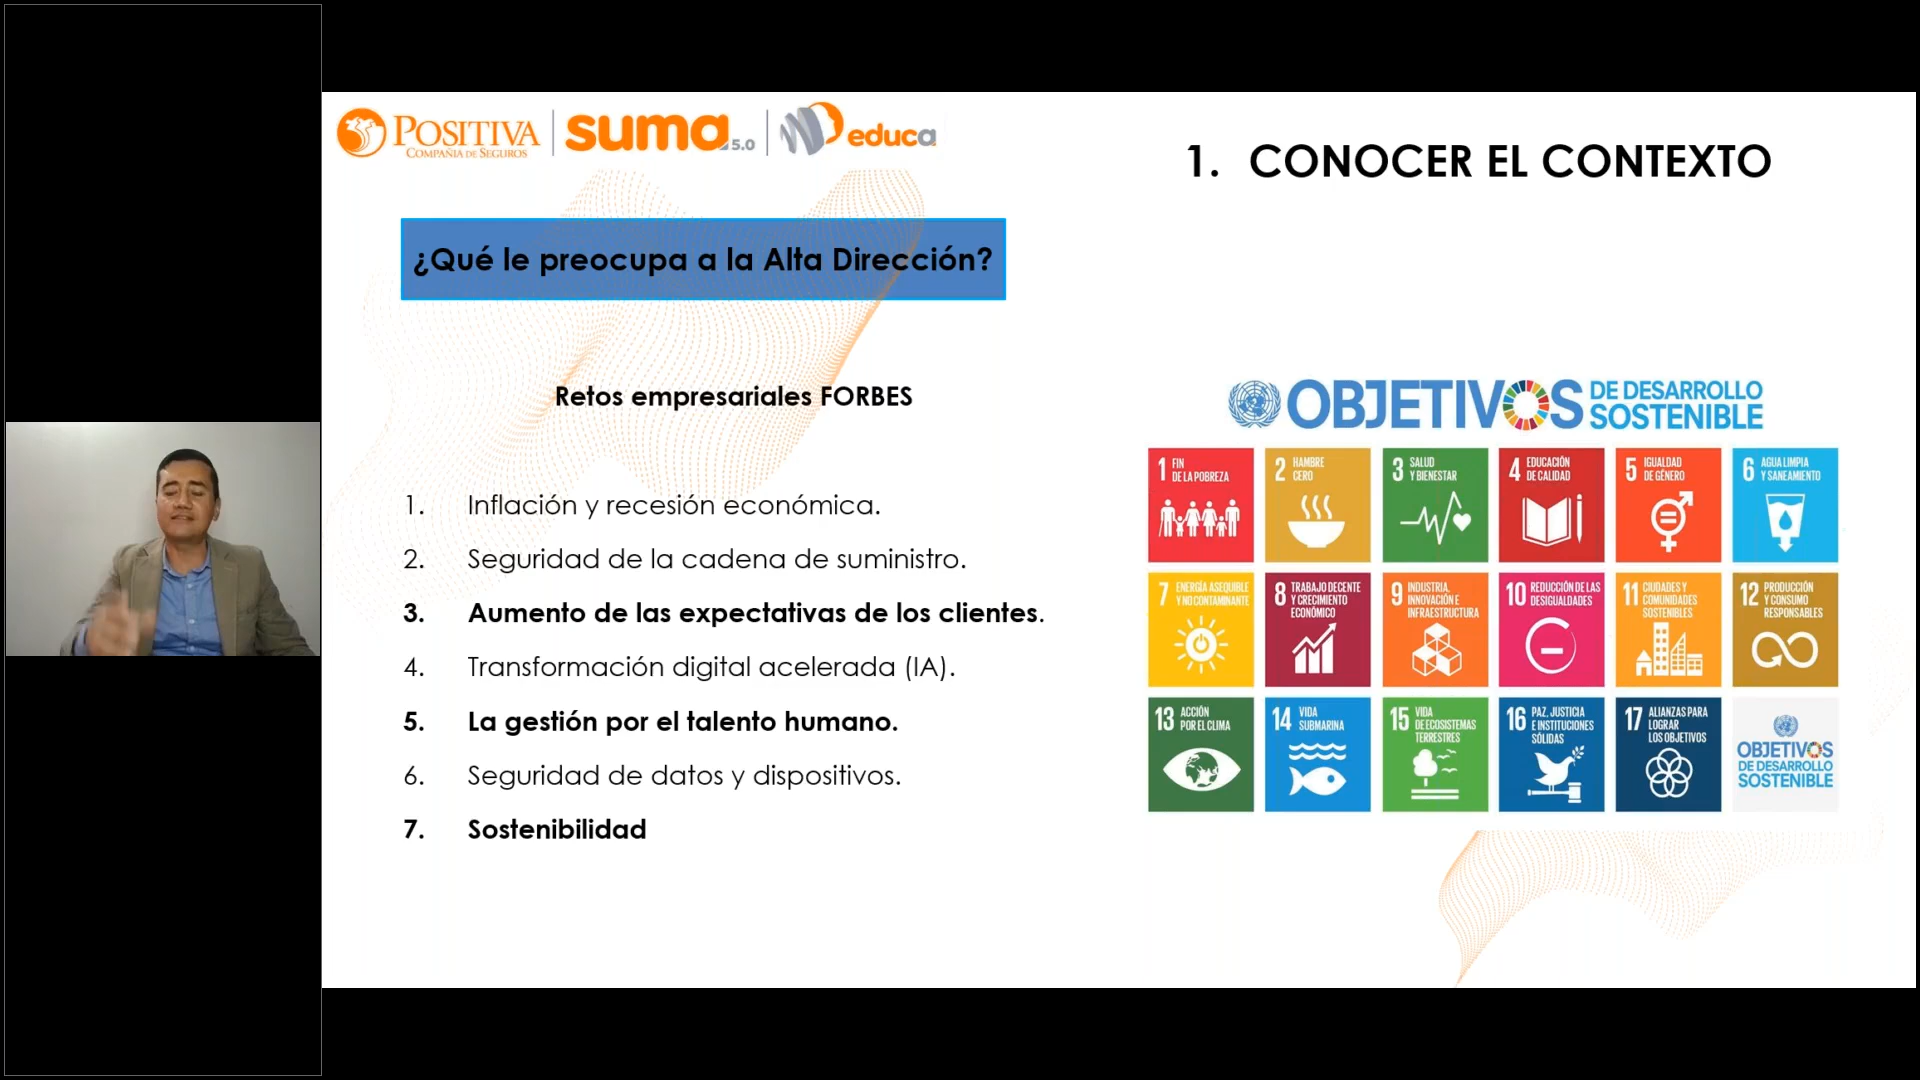 POSITIVA
COMPAÑIA DE SEGUROS
suma 5.0
educa
1. CONOCER EL CONTEXTO
¿Qué le preocupa a la Alta Dirección?
Retos empresariales FORBES
1. Inflación y recesión económica.
2. Seguridad de la cadena de suministro.
3. Aumento de las expectativas de los clientes.
4. Transformación digital acelerada (IA).
5. La gestión por el talento humano.
6. Seguridad de datos y dispositivos.
7. Sostenibilidad
OBJETIVOS DE DESARROLLO
SOSTENIBLE
1 FIN
DE LA POBREZA
2 HAMBRE
CERO
3 SALUD
Y BIENESTAR
4 EDUCACIÓN
DE CALIDAD
5 IGUALDAD
DE GÉNERO
6 AGUA LIMPIA
Y SANEAMIENTO
7 ENERGÍA ASEQUIBLE
Y NO CONTAMINANTE
8 TRABAJO DECENTE
Y CRECIMIENTO
ECONÓMICO
9 INDUSTRIA,
INNOVACIÓN E
INFRAESTRUCTURA
10 REDUCCIÓN DE LAS
DESIGUALDADES
11 CIUDADES Y
COMUNIDADES
SOSTENIBLES
12 PRODUCCIÓN
Y CONSUMO
RESPONSABLES
13 ACCIÓN
POR EL CLIMA
14 VIDA
SUBMARINA
15 VIDA
DE ECOSISTEMAS
TERRESTRES
16 PAZ, JUSTICIA
E INSTITUCIONES
SÓLIDAS
17 ALIANZAS PARA
LOGRAR
LOS OBJETIVOS
OBJETIVOS
DE DESARROLLO
SOSTENIBLE